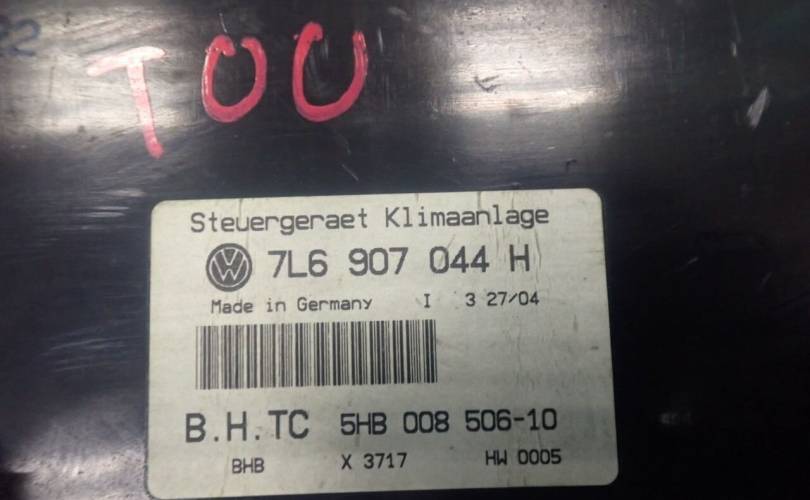 22
TOU
Steuergeraet Klimaanlage
7L6 907 044 H
Made in Germany I 3 27/04
B.H.TC 5HB 008 506-10
BHB X 3717 HW 0005